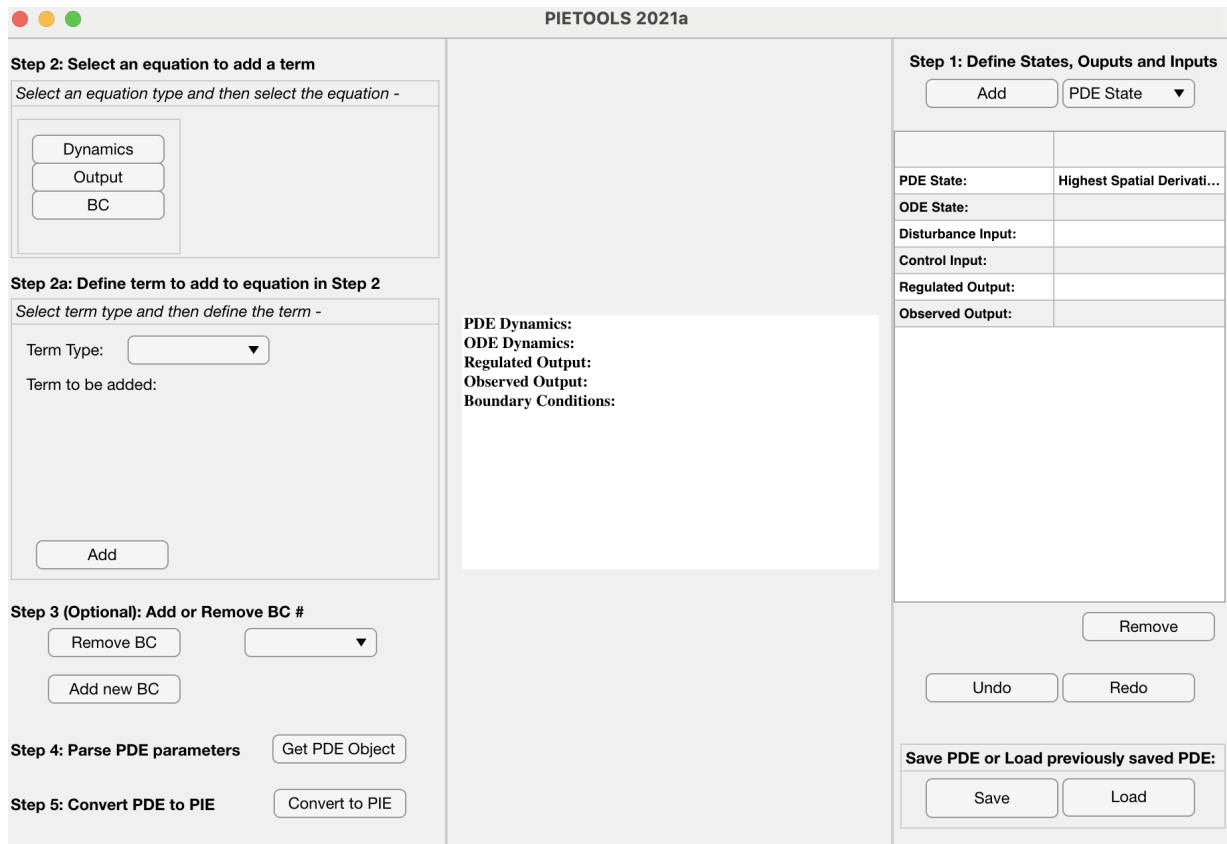 PIETOOLS 2021a
Step 2: Select an equation to add a term
Select an equation type and then select the equation -
Dynamics
Output
BC
Step 2a: Define term to add to equation in Step 2
Select term type and then define the term -
Term Type:
Term to be added:
Add
Step 3 (Optional): Add or Remove BC #
Remove BC
Add new BC
Step 4: Parse PDE parameters
Get PDE Object
Step 5: Convert PDE to PIE
Convert to PIE
PDE Dynamics:
ODE Dynamics:
Regulated Output:
Observed Output:
Boundary Conditions:
Step 1: Define States, Ouputs and Inputs
Add
PDE State
PDE State:
Highest Spatial Derivati...
ODE State:
Disturbance Input:
Control Input:
Regulated Output:
Observed Output:
Remove
Undo
Redo
Save PDE or Load previously saved PDE:
Save
Load